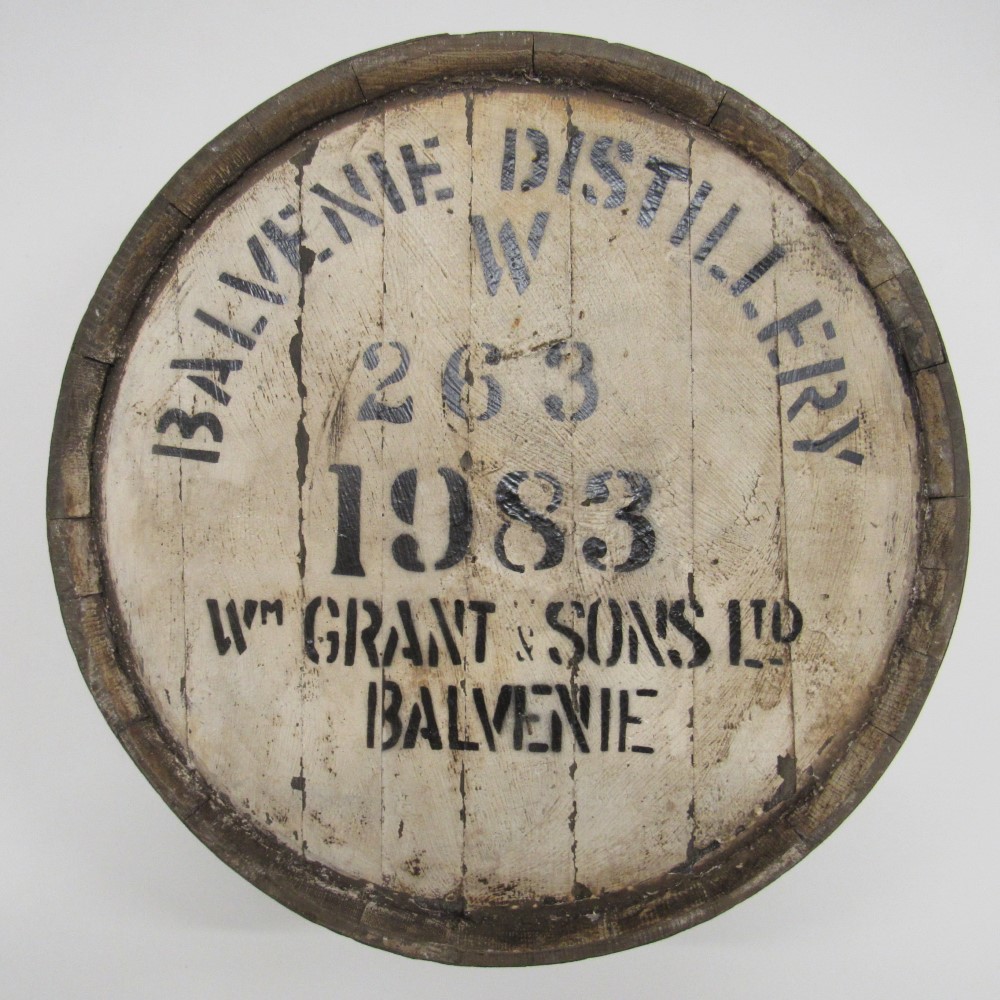 BALVENIE DISTILLERY
W
263
1983
WM GRANT & SONS LTD
BALVENIE